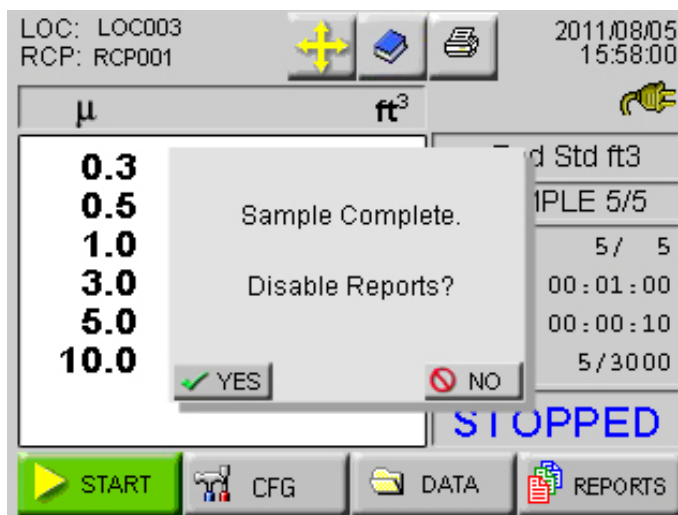 LOC: LOC003
RCP: RCP001
2011/08/05
15:58:00
µ ft³
d Std ft3
0.3
0.5
1.0
3.0
5.0
10.0
Sample Complete.
Disable Reports?
YES
NO
5/5
5/ 5
00:01:00
00:00:10
5/3000
STOPPED
START
CFG
DATA
REPORTS